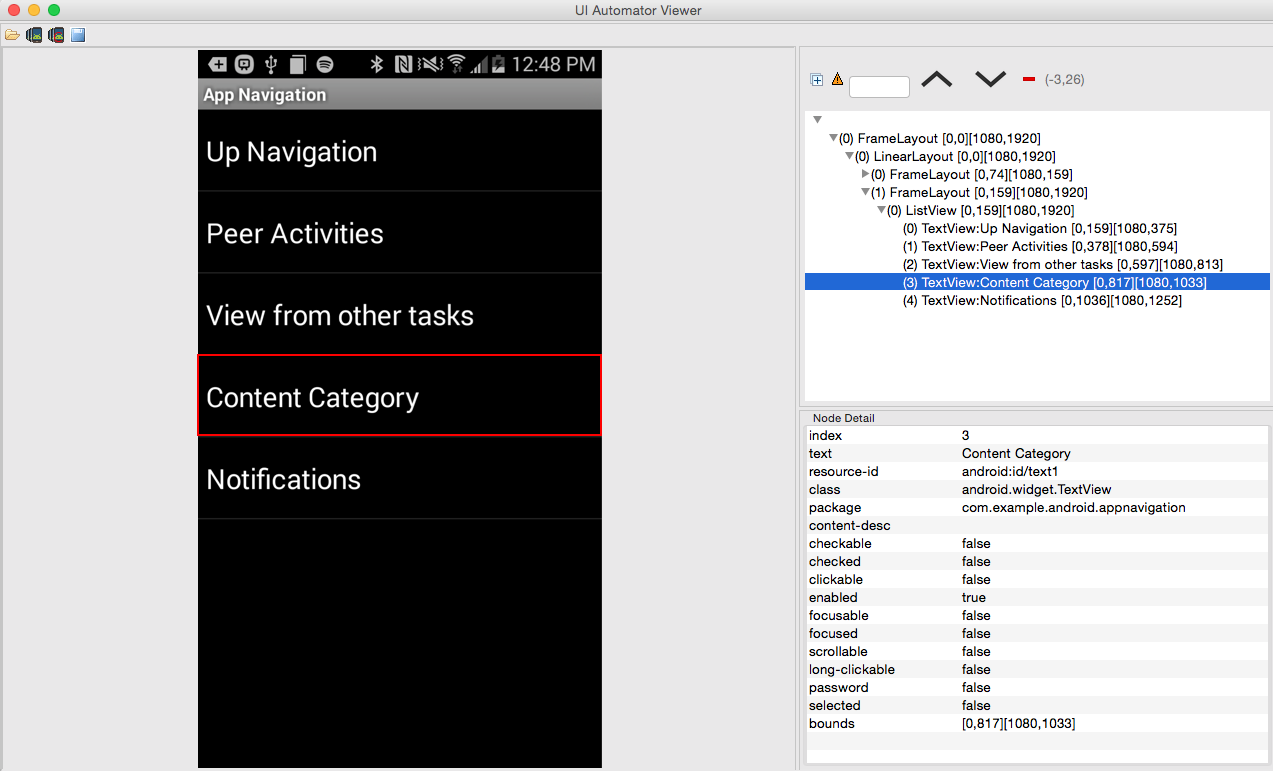 UI Automator Viewer
12:48 PM
App Navigation
Up Navigation
Peer Activities
View from other tasks
Content Category
Notifications
(-3,26)
(0) FrameLayout [0,0][1080,1920]
(0) LinearLayout [0,0][1080,1920]
(0) FrameLayout [0,74][1080,159]
(1) FrameLayout [0,159][1080,1920]
(0) ListView [0,159][1080,1920]
(0) TextView:Up Navigation [0,159][1080,375]
(1) TextView:Peer Activities [0,378][1080,594]
(2) TextView:View from other tasks [0,597][1080,813]
(3) TextView:Content Category [0,817][1080,1033]
(4) TextView:Notifications [0,1036][1080,1252]
Node Detail
index 3
text Content Category
resource-id android:id/text1
class android.widget.TextView
package com.example.android.appnavigation
content-desc
checkable false
checked false
clickable false
enabled true
focusable false
focused false
scrollable false
long-clickable false
password false
selected false
bounds [0,817][1080,1033]